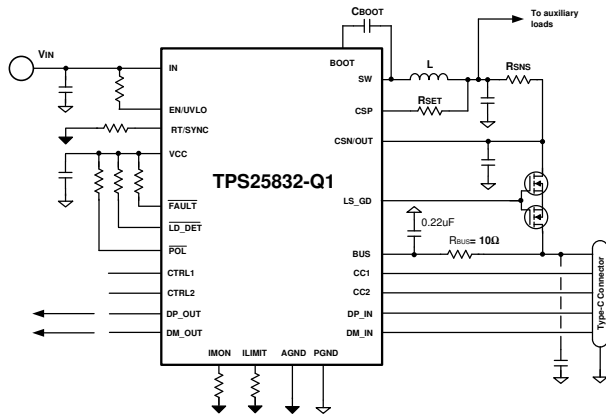 CBOOT
To auxiliary
loads
VIN
BOOT
IN
SW
L
RSNS
EN/UVLO
CSP
RSET
RT/SYNC
CSN/OUT
VCC
TPS25832-Q1
FAULT
LS_GD
LD_DET
0.22uF
POL
BUS
RBUS= 10Ω
CTRL1
CC1
CTRL2
CC2
DP_OUT
DP_IN
DM_OUT
DM_IN
Type-C Connector
IMON
ILIMIT
AGND
PGND